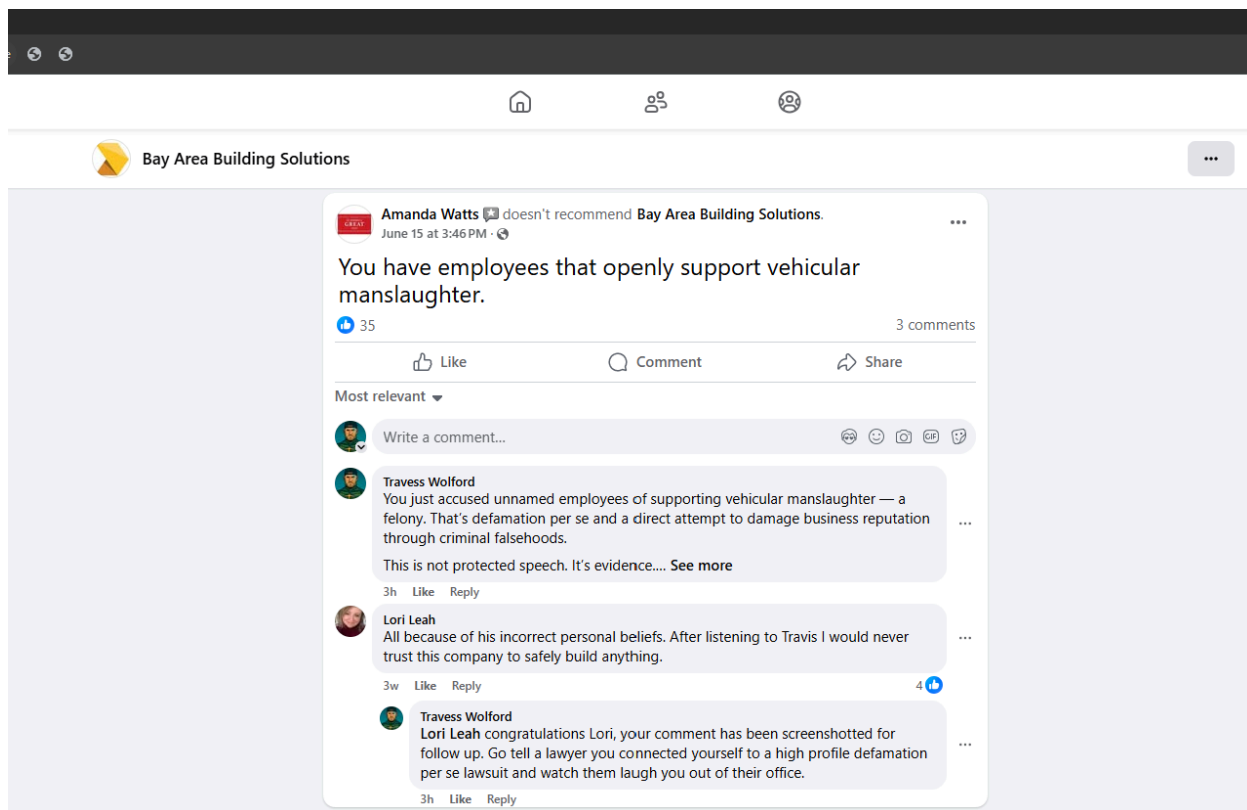 Bay Area Building Solutions
Amanda Watts doesn't recommend Bay Area Building Solutions.
June 15 at 3:46 PM ·
You have employees that openly support vehicular
manslaughter.
35
3 comments
Like
Comment
Share
Most relevant
Write a comment...
GIF
Travess Wolford
You just accused unnamed employees of supporting vehicular manslaughter — a
felony. That's defamation per se and a direct attempt to damage business reputation
through criminal falsehoods.
This is not protected speech. It's evidence.... See more
3h Like Reply
Lori Leah
All because of his incorrect personal beliefs. After listening to Travis I would never
trust this company to safely build anything.
3w Like Reply
4
Travess Wolford
Lori Leah congratulations Lori, your comment has been screenshotted for
follow up. Go tell a lawyer you connected yourself to a high profile defamation
per se lawsuit and watch them laugh you out of their office.
3h Like Reply